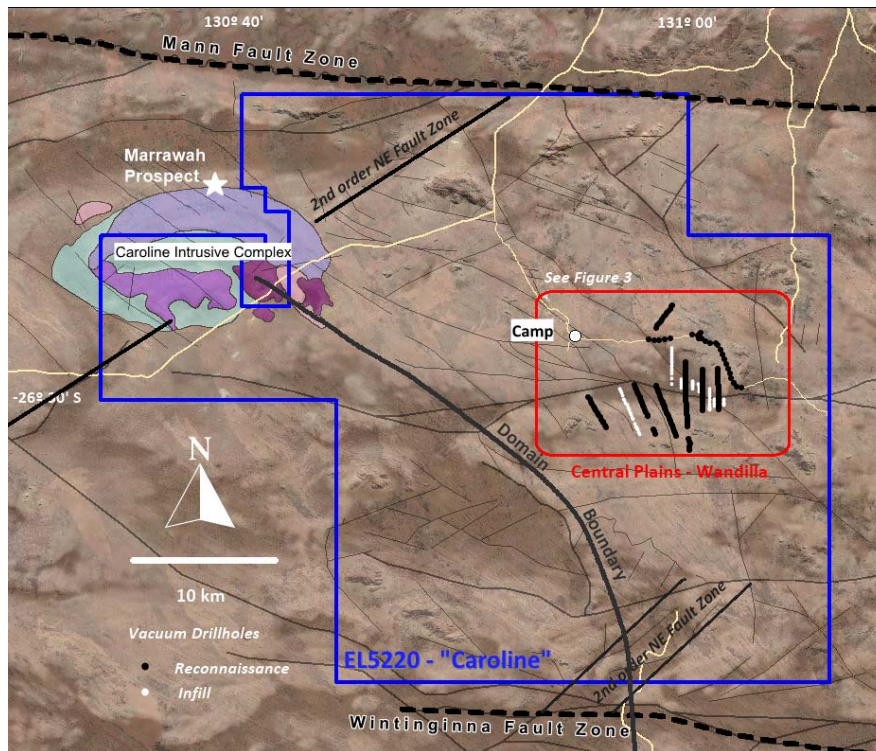 130º 40'
131º 00'
Mann Fault Zone
2nd order NE Fault Zone
Marrawah
Prospect
Caroline Intrusive Complex
See Figure 3
Camp
-26º 30' S
Central Plains - Wandilla
N
Domain
Boundary
10 km
Vacuum Drillholes
Reconnaissance
Infill
EL5220 - "Caroline"
2nd order NE Fault Zone
Wintinginna Fault Zone